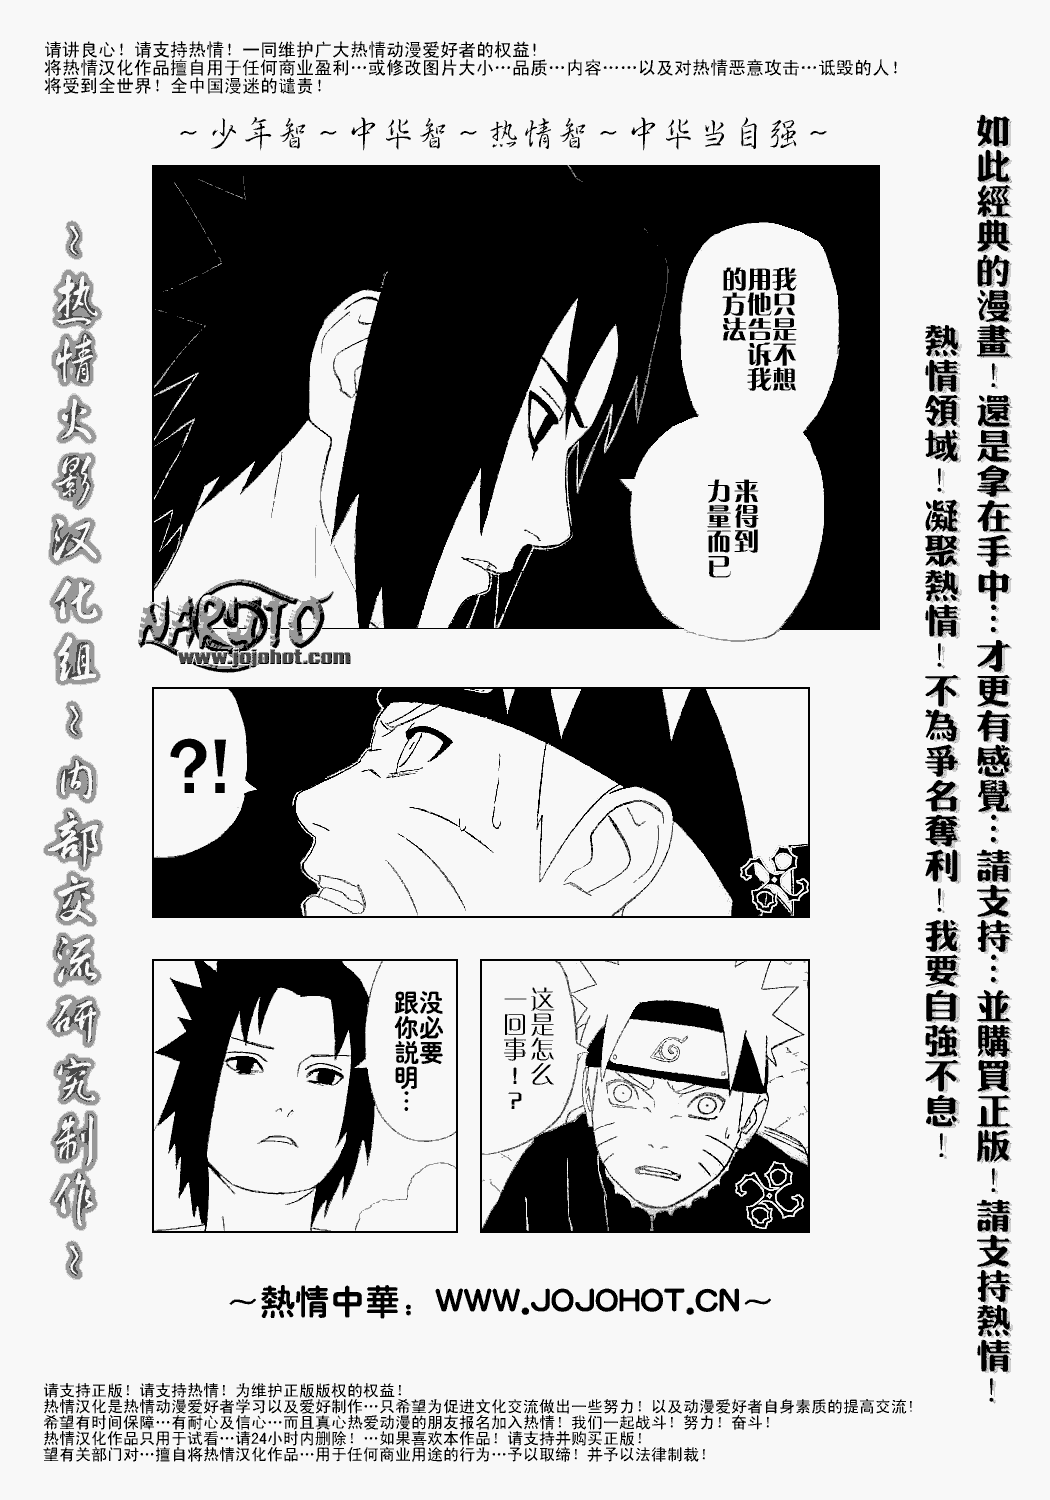 请讲良心！请支持热情！一同维护广大热情动漫爱好者的权益！
将热情汉化作品擅自用于任何商业盈利…或修改图片大小…品质…内容……以及对热情恶意攻击…诋毁的人！
将受到全世界！全中国漫迷的谴责！
～少年智～中华智～热情智～中华当自强～
如此經典的漫畫！還是拿在手中…才更有感覺…請支持…並購買正版！請支持熱情！
熱情領域！凝聚熱情！不為爭名奪利！我要自強不息！
～热情火影汉化组～内部交流研究制作～
我只是不想
用他告诉我
的方法
来得到
力量而已
NARUTO
www.jojohot.com
?!
这是怎么
一回事！?
没必要
跟你説明…
～熱情中華：WWW.JOJOHOT.CN～
请支持正版！请支持热情！为维护正版版权的权益！
热情汉化是热情动漫爱好者学习以及爱好制作…只希望为促进文化交流做出一些努力！以及动漫爱好者自身素质的提高交流！
希望有时间保障…有耐心及信心…而且真心热爱动漫的朋友报名加入热情！我们一起战斗！努力！奋斗！
热情汉化作品只用于试看…请24小时内删除！…如果喜欢本作品！请支持并购买正版！
望有关部门对…擅自将热情汉化作品…用于任何商业用途的行为…予以取缔！并予以法律制裁！